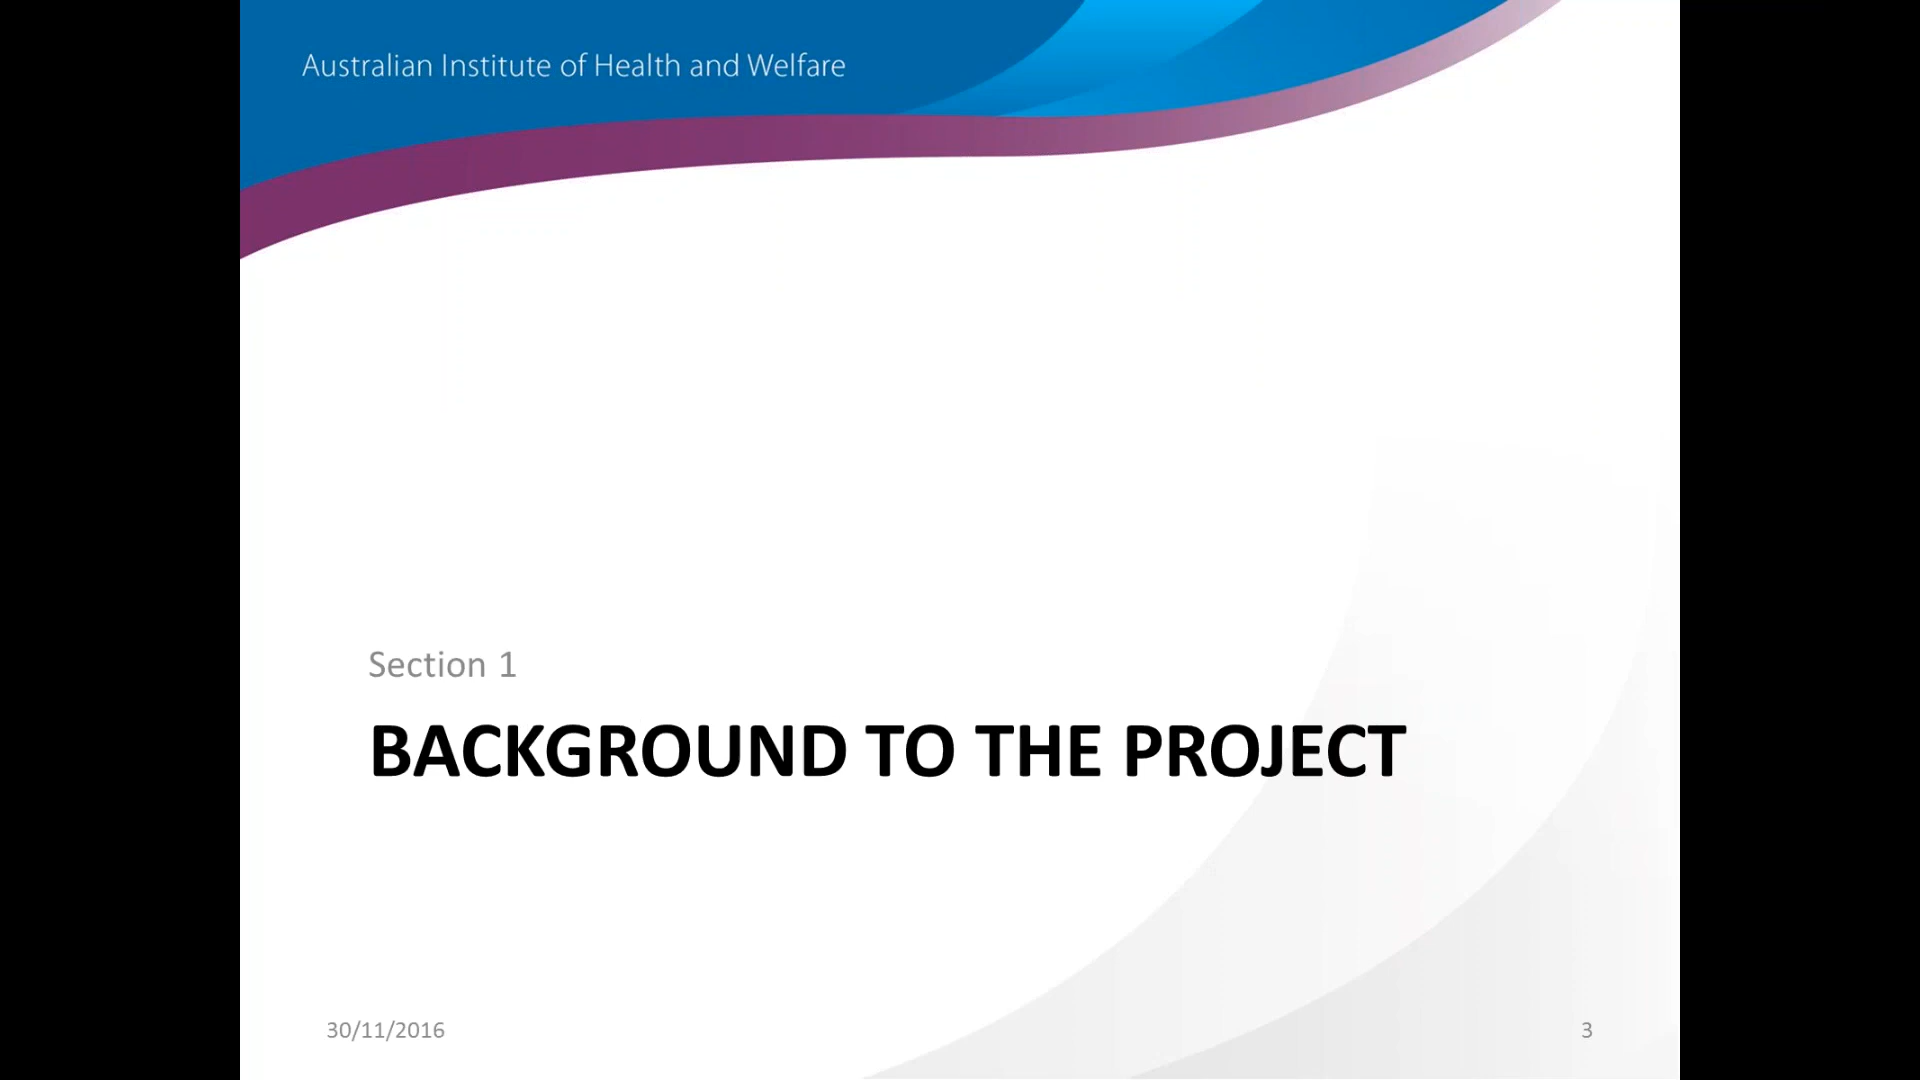 Australian Institute of Health and Welfare
Section 1
BACKGROUND TO THE PROJECT
30/11/2016
3